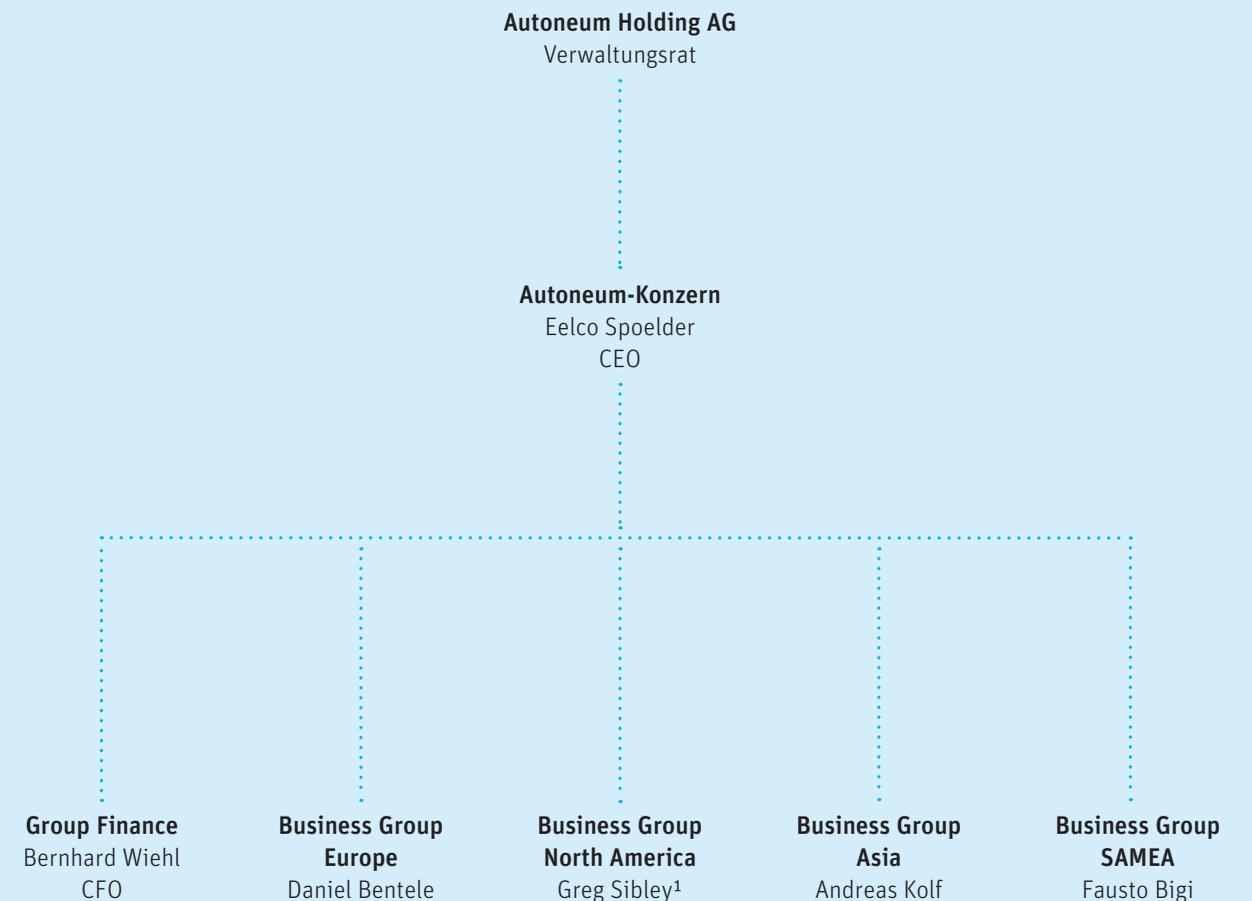 Autoneum Holding AG
Verwaltungsrat
Autoneum-Konzern
Eelco Spoelder
CEO
Group Finance
Bernhard Wiehl
CFO
Business Group
Europe
Daniel Bentele
Business Group
North America
Greg Sibley¹
Business Group
Asia
Andreas Kolf
Business Group
SAMEA
Fausto Bigi